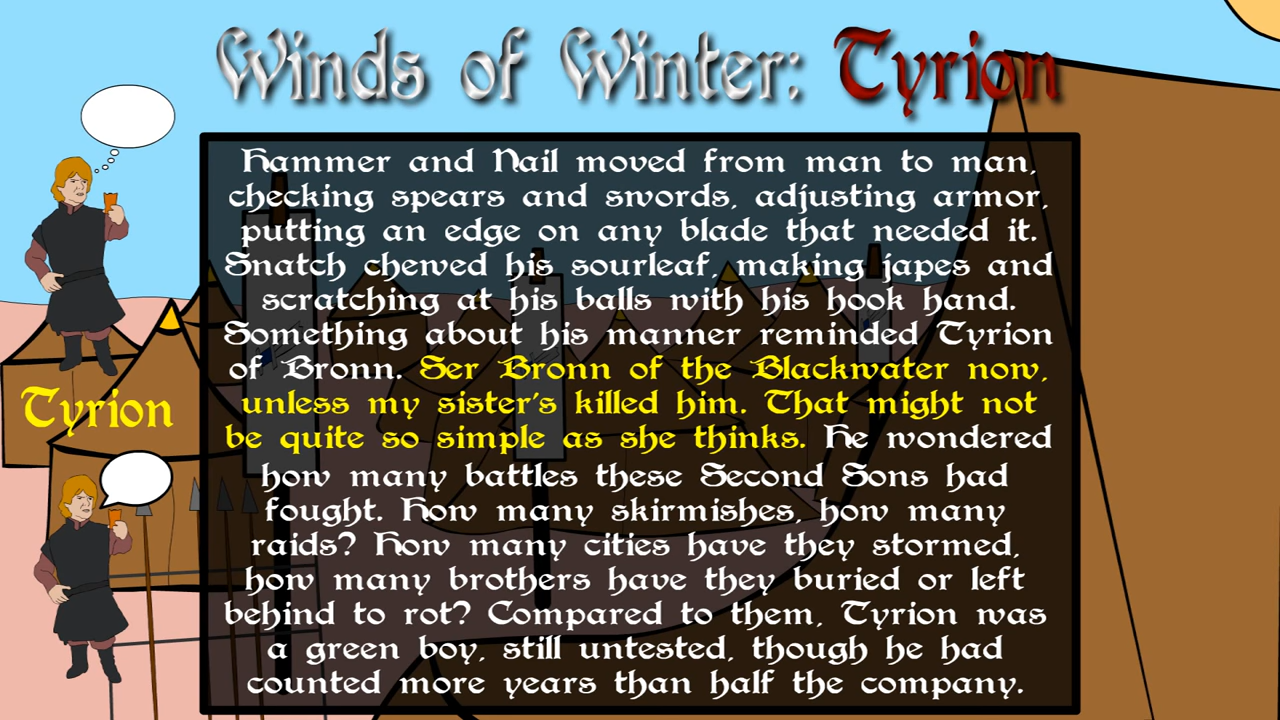 Winds of Winter: Tyrion
Hammer and Nail moved from man to man,
checking spears and swords, adjusting armor,
putting an edge on any blade that needed it.
Snatch chewed his sourleaf, making japes and
scratching at his balls with his hook hand.
Something about his manner reminded Tyrion
of Bronn. Ser Bronn of the Blackwater now,
unless my sister's killed him. That might not
be quite so simple as she thinks. He wondered
how many battles these Second Sons had
fought. How many skirmishes, how many
raids? How many cities have they stormed,
how many brothers have they buried or left
behind to rot? Compared to them, Tyrion was
a green boy, still untested, though he had
counted more years than half the company.
Tyrion